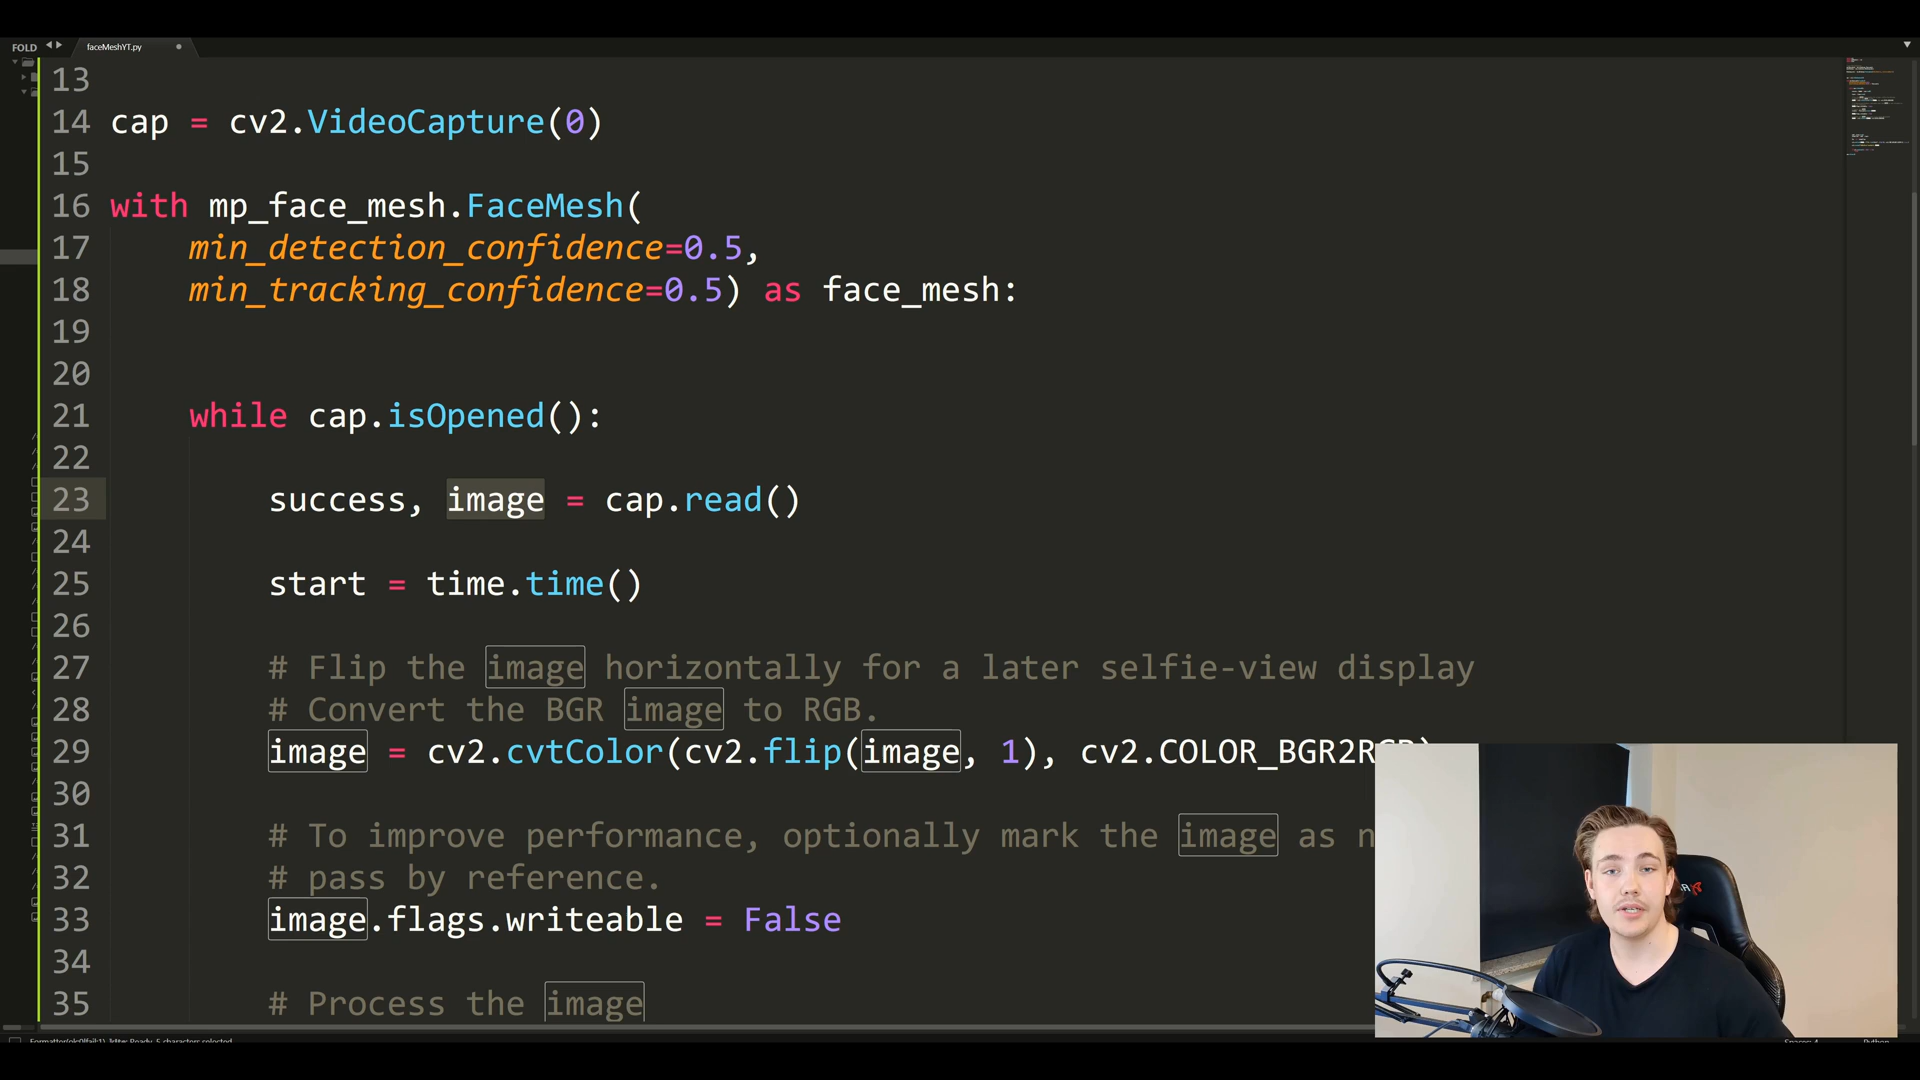 FOLD
faceMeshYT.py
13
14 cap = cv2.VideoCapture(0)
15
16 with mp_face_mesh.FaceMesh(
17 min_detection_confidence=0.5,
18 min_tracking_confidence=0.5) as face_mesh:
19
20
21 while cap.isOpened():
22
23 success, image = cap.read()
24
25 start = time.time()
26
27 # Flip the image horizontally for a later selfie-view display
28 # Convert the BGR image to RGB.
29 image = cv2.cvtColor(cv2.flip(image, 1), cv2.COLOR_BGR2RGB)
30
31 # To improve performance, optionally mark the image as n
32 # pass by reference.
33 image.flags.writeable = False
34
35 # Process the image